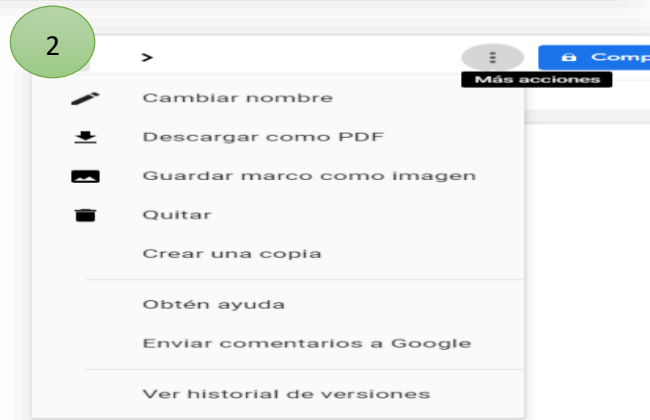 2
>
Comp
Más acciones
Cambiar nombre
Descargar como PDF
Guardar marco como imagen
Quitar
Crear una copia
Obtén ayuda
Enviar comentarios a Google
Ver historial de versiones